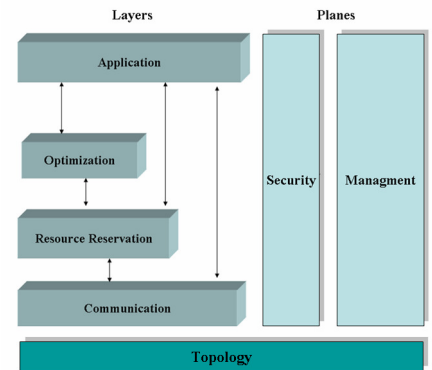 Layers
Planes
Application
Optimization
Security
Managment
Resource Reservation
Communication
Topology